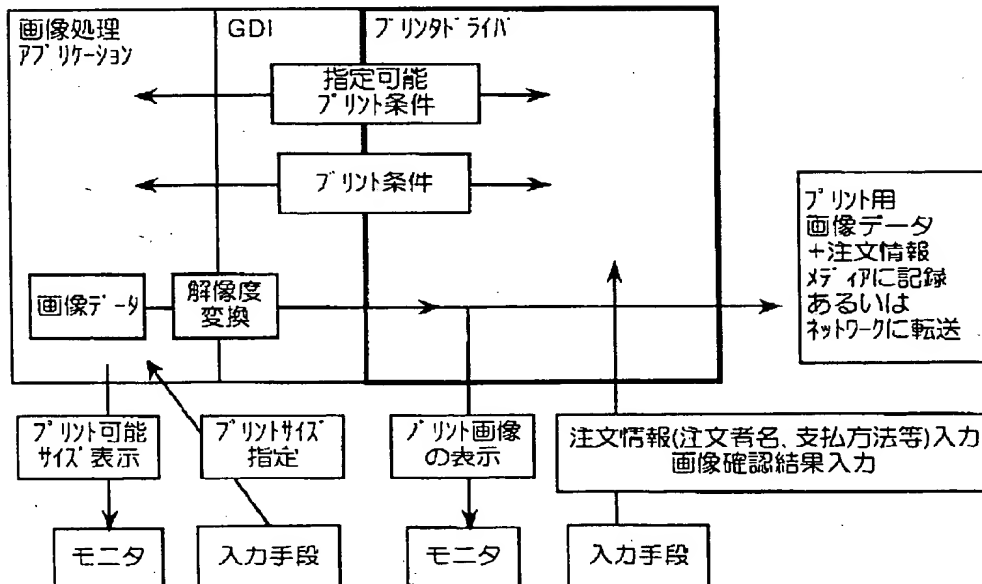 画像処理
アプリケーション
GDI
プリンタドライバ
指定可能
プリント条件
プリント条件
画像データ
解像度
変換
プリント用
画像データ
+注文情報
メディアに記録
あるいは
ネットワークに転送
プリント可能
サイズ表示
プリントサイズ
指定
プリント画像
の表示
注文情報(注文者名、支払方法等)入力
画像確認結果入力
モニタ
入力手段
モニタ
入力手段